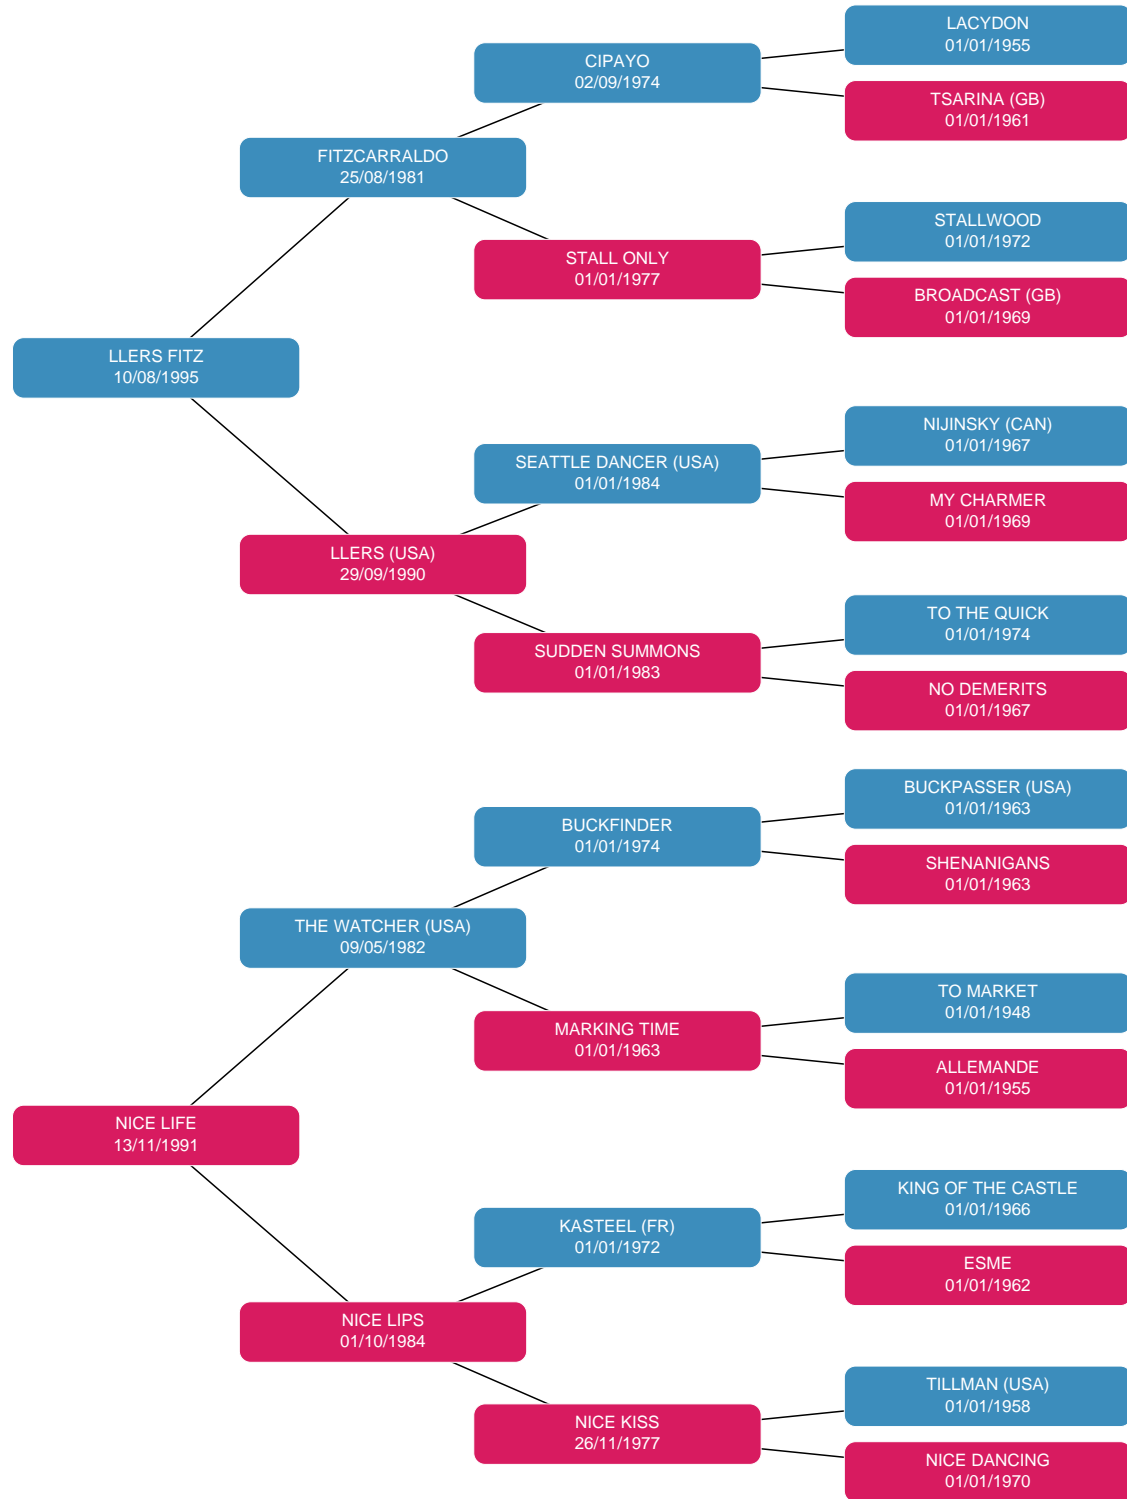 LACYDON
01/01/1955
CIPAYO
02/09/1974
TSARINA (GB)
01/01/1961
FITZCARRALDO
25/08/1981
STALLWOOD
01/01/1972
STALL ONLY
01/01/1977
BROADCAST (GB)
01/01/1969
LLERS FITZ
10/08/1995
NIJINSKY (CAN)
01/01/1967
SEATTLE DANCER (USA)
01/01/1984
MY CHARMER
01/01/1969
LLERS (USA)
29/09/1990
TO THE QUICK
01/01/1974
SUDDEN SUMMONS
01/01/1983
NO DEMERITS
01/01/1967
BUCKPASSER (USA)
01/01/1963
BUCKFINDER
01/01/1974
SHENANIGANS
01/01/1963
THE WATCHER (USA)
09/05/1982
TO MARKET
01/01/1948
MARKING TIME
01/01/1963
ALLEMANDE
01/01/1955
NICE LIFE
13/11/1991
KING OF THE CASTLE
01/01/1966
KASTEEL (FR)
01/01/1972
ESME
01/01/1962
NICE LIPS
01/10/1984
TILLMAN (USA)
01/01/1958
NICE KISS
26/11/1977
NICE DANCING
01/01/1970